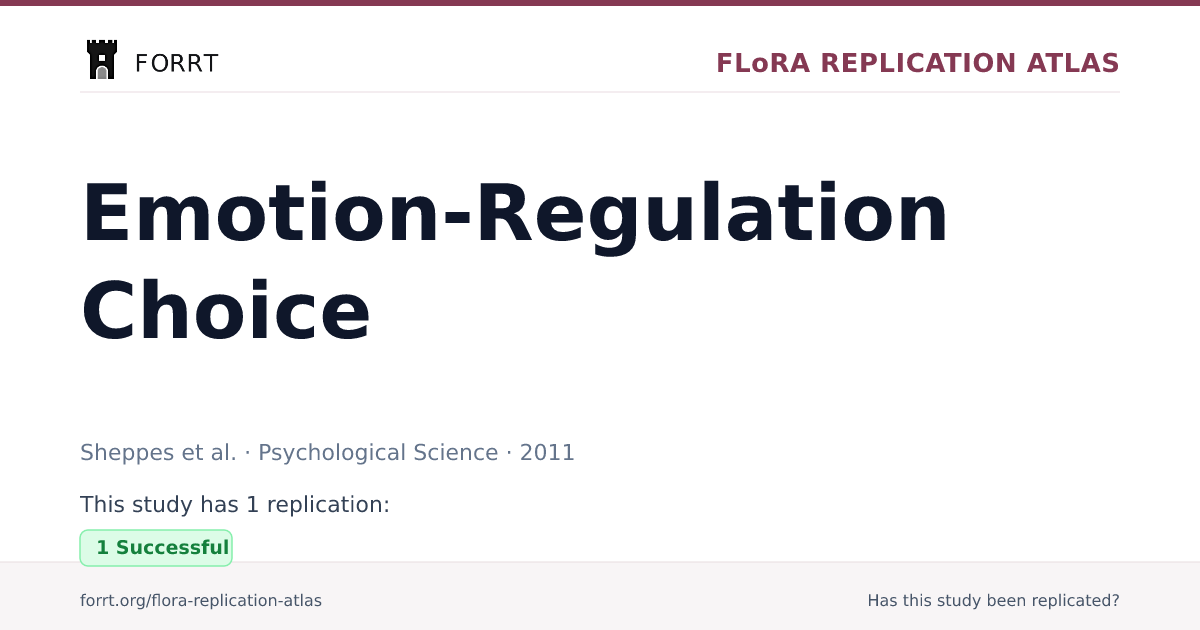 FORRT
FLoRA REPLICATION ATLAS
Emotion-Regulation
Choice
Sheppes et al. · Psychological Science · 2011
This study has 1 replication:
1 Successful
forrt.org/flora-replication-atlas
Has this study been replicated?